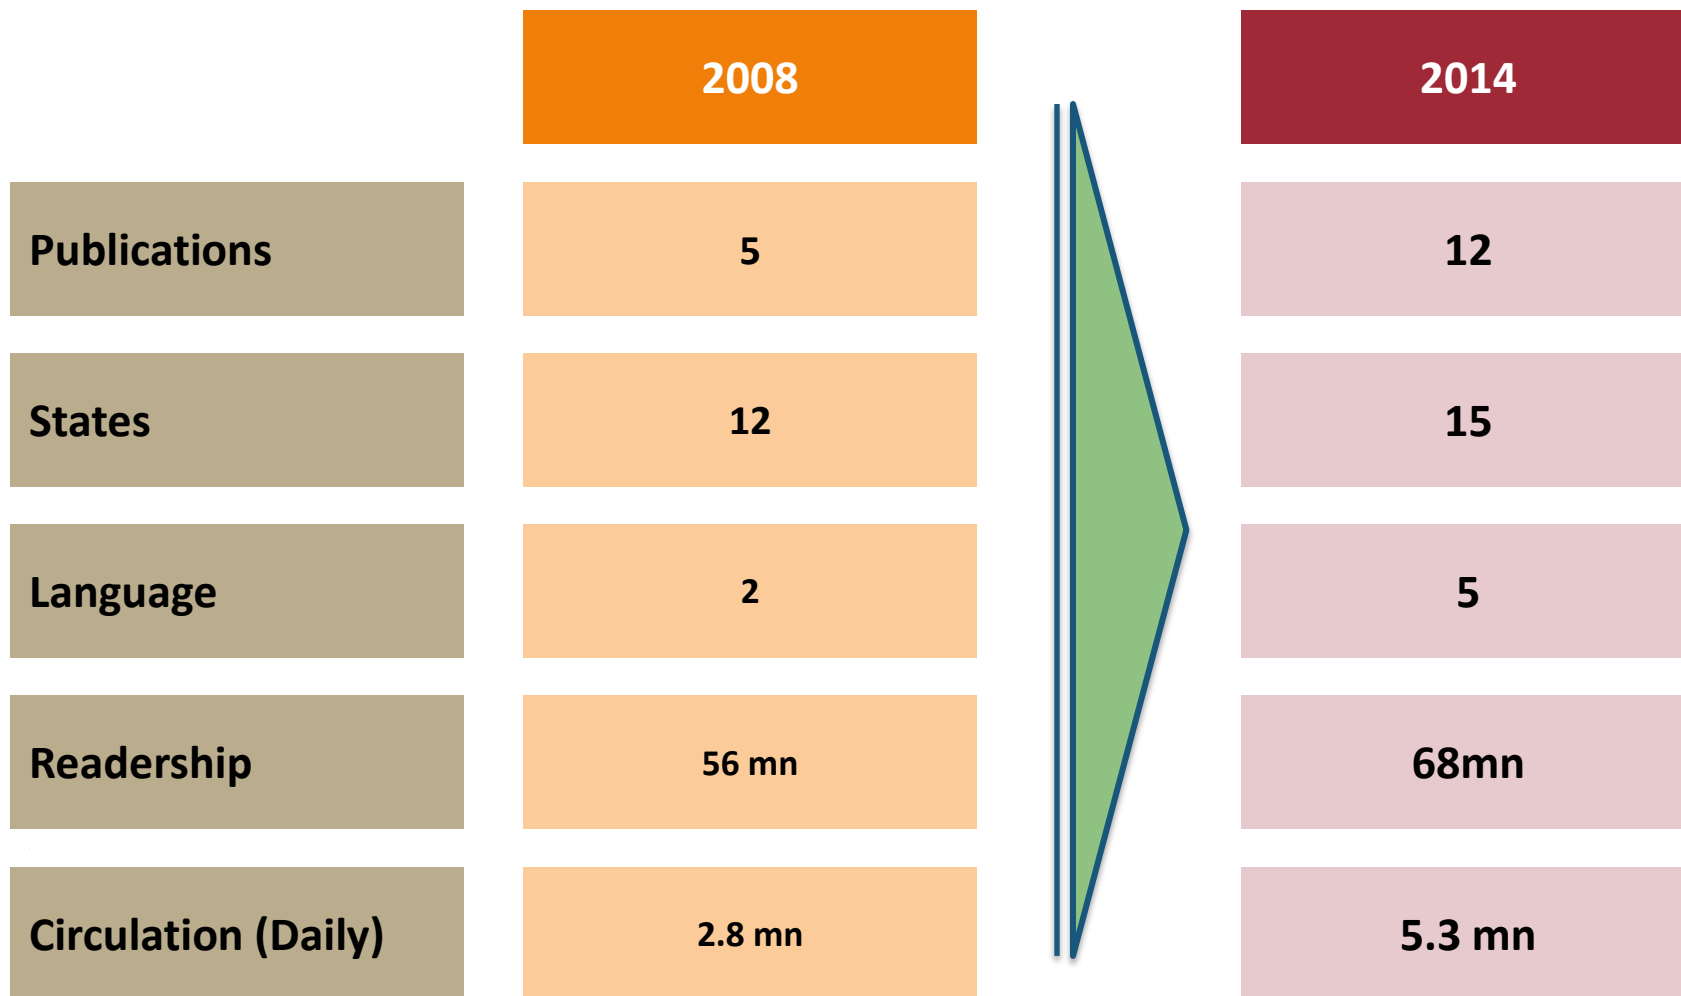 2008 2014
Publications 5 12
States 12 15
Language 2 5
Readership 56 mn 68mn
Circulation (Daily) 2.8 mn 5.3 mn